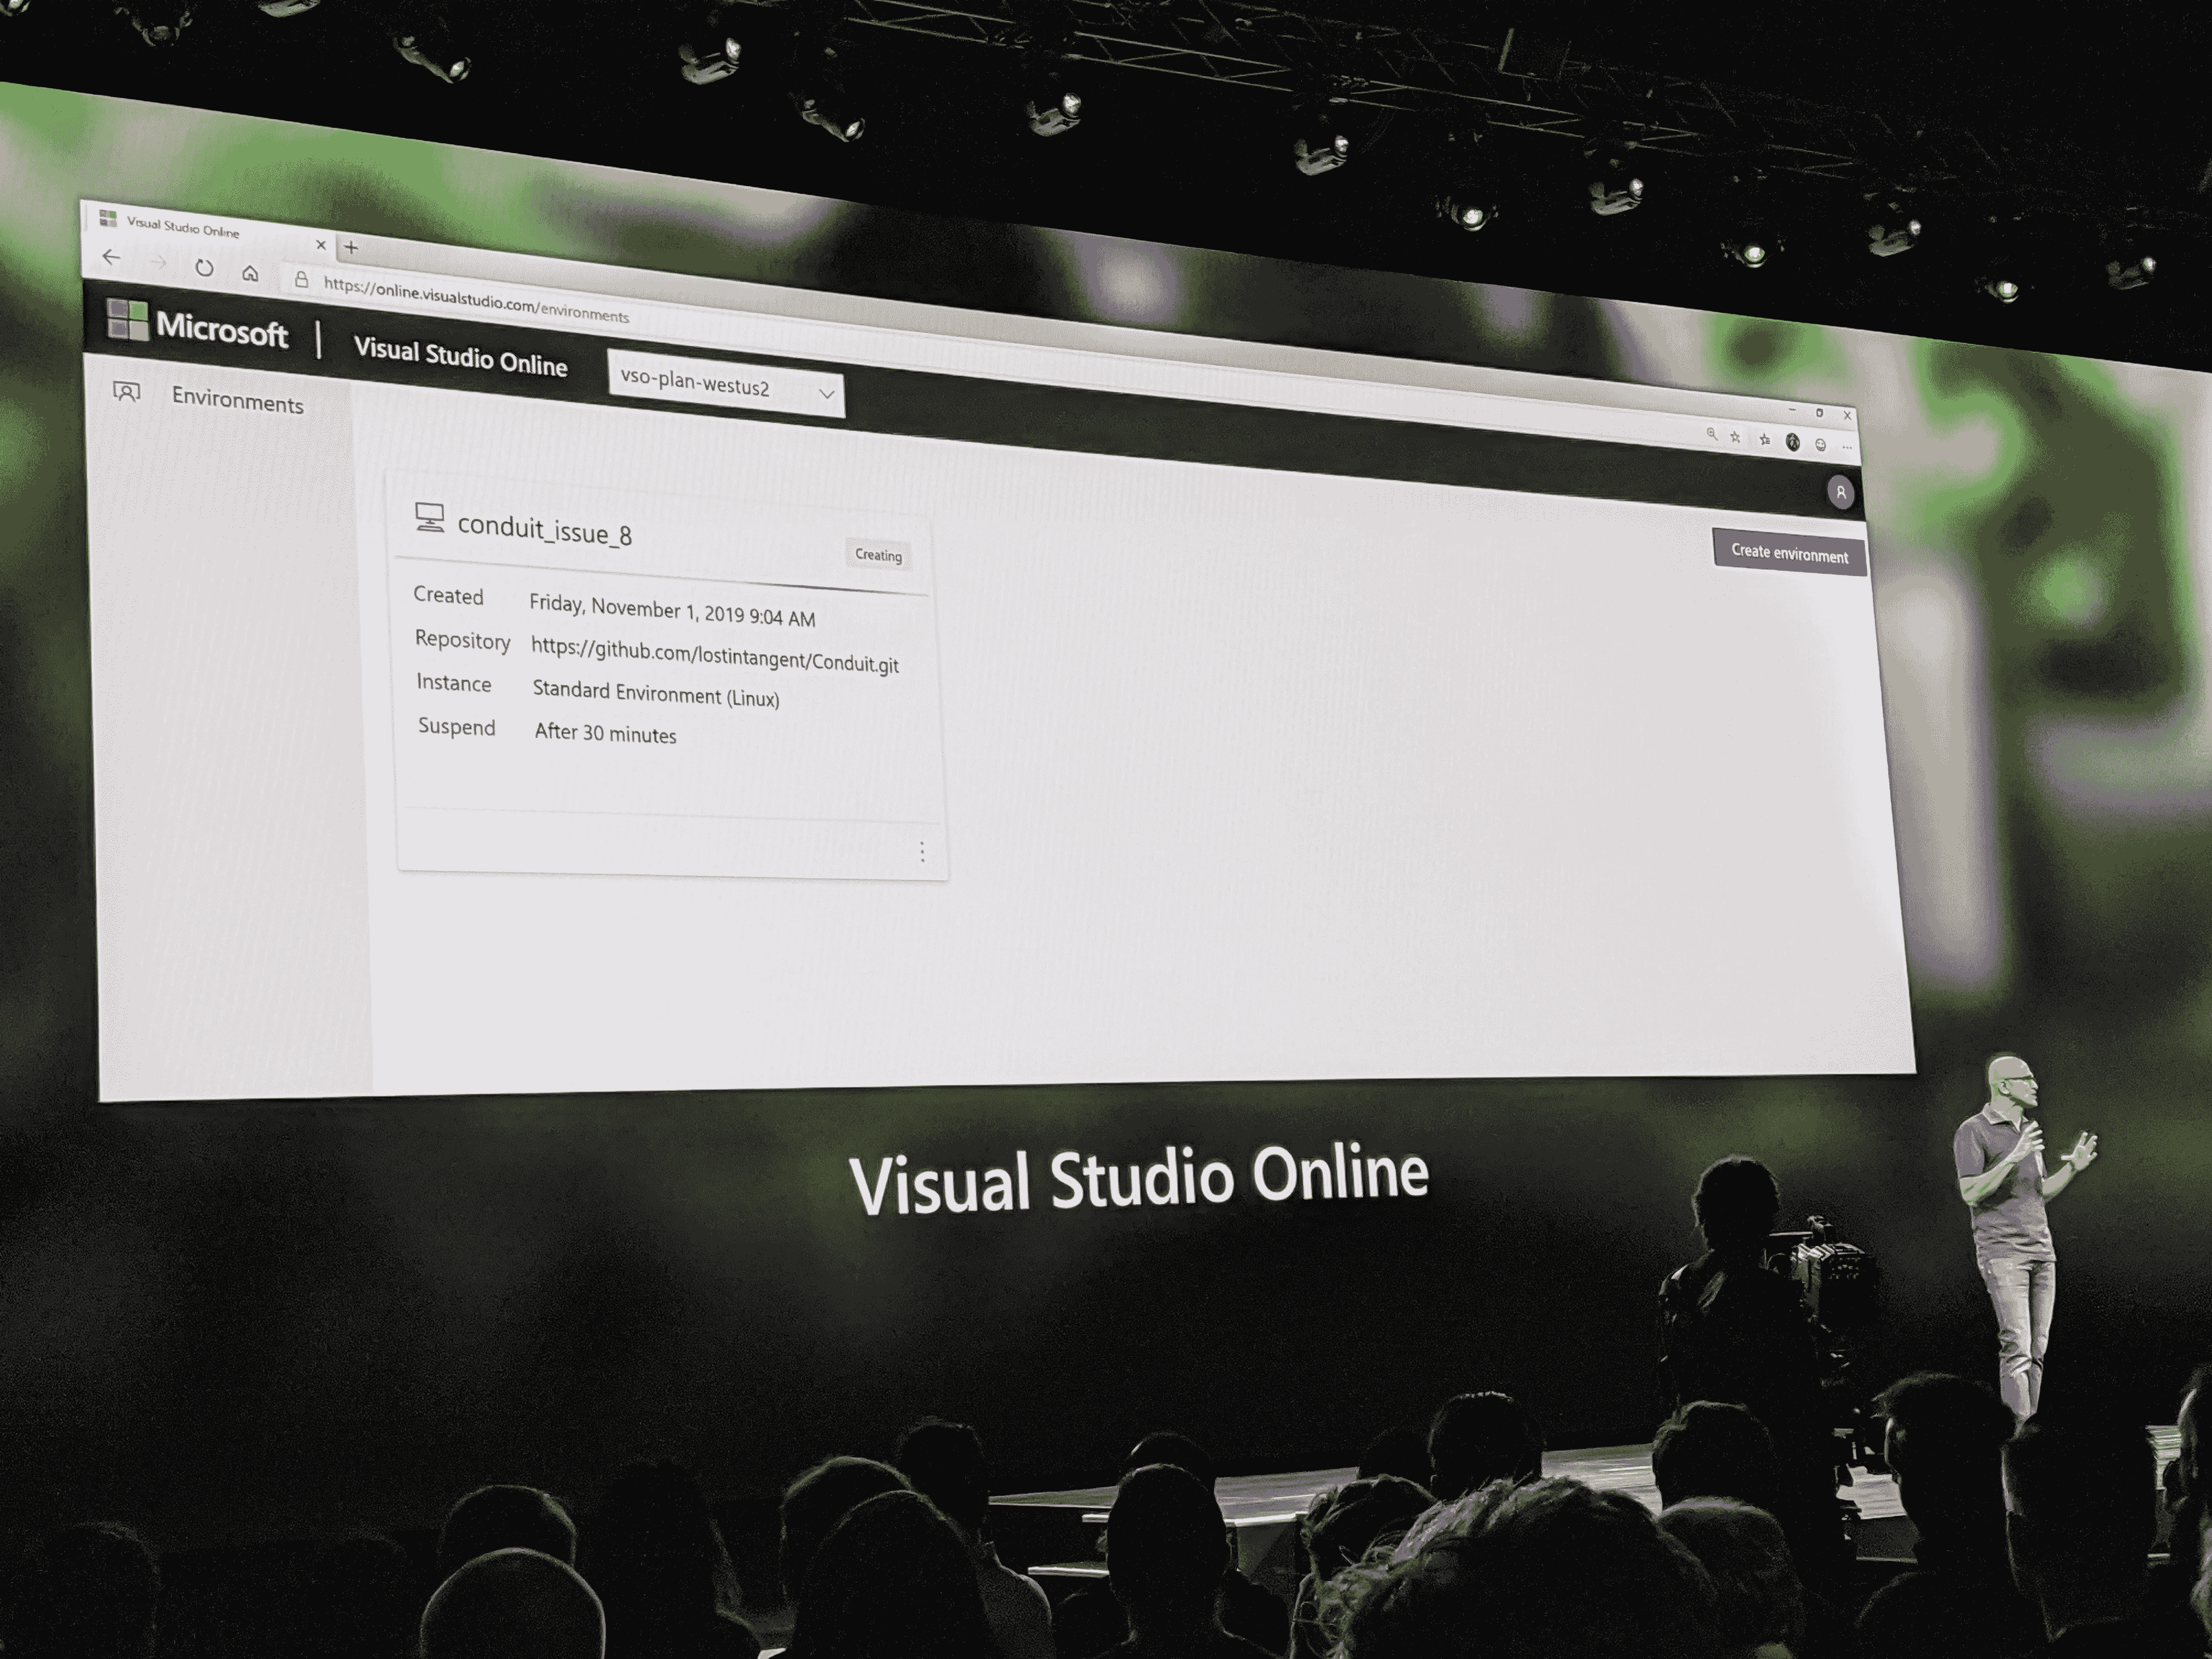 Visual Studio Online
https://online.visualstudio.com/environments
Microsoft | Visual Studio Online vso-plan-westus2
Environments
Create environment
conduit_issue_8 Creating
Created Friday, November 1, 2019 9:04 AM
Repository https://github.com/lostintangent/Conduit.git
Instance Standard Environment (Linux)
Suspend After 30 minutes
Visual Studio Online